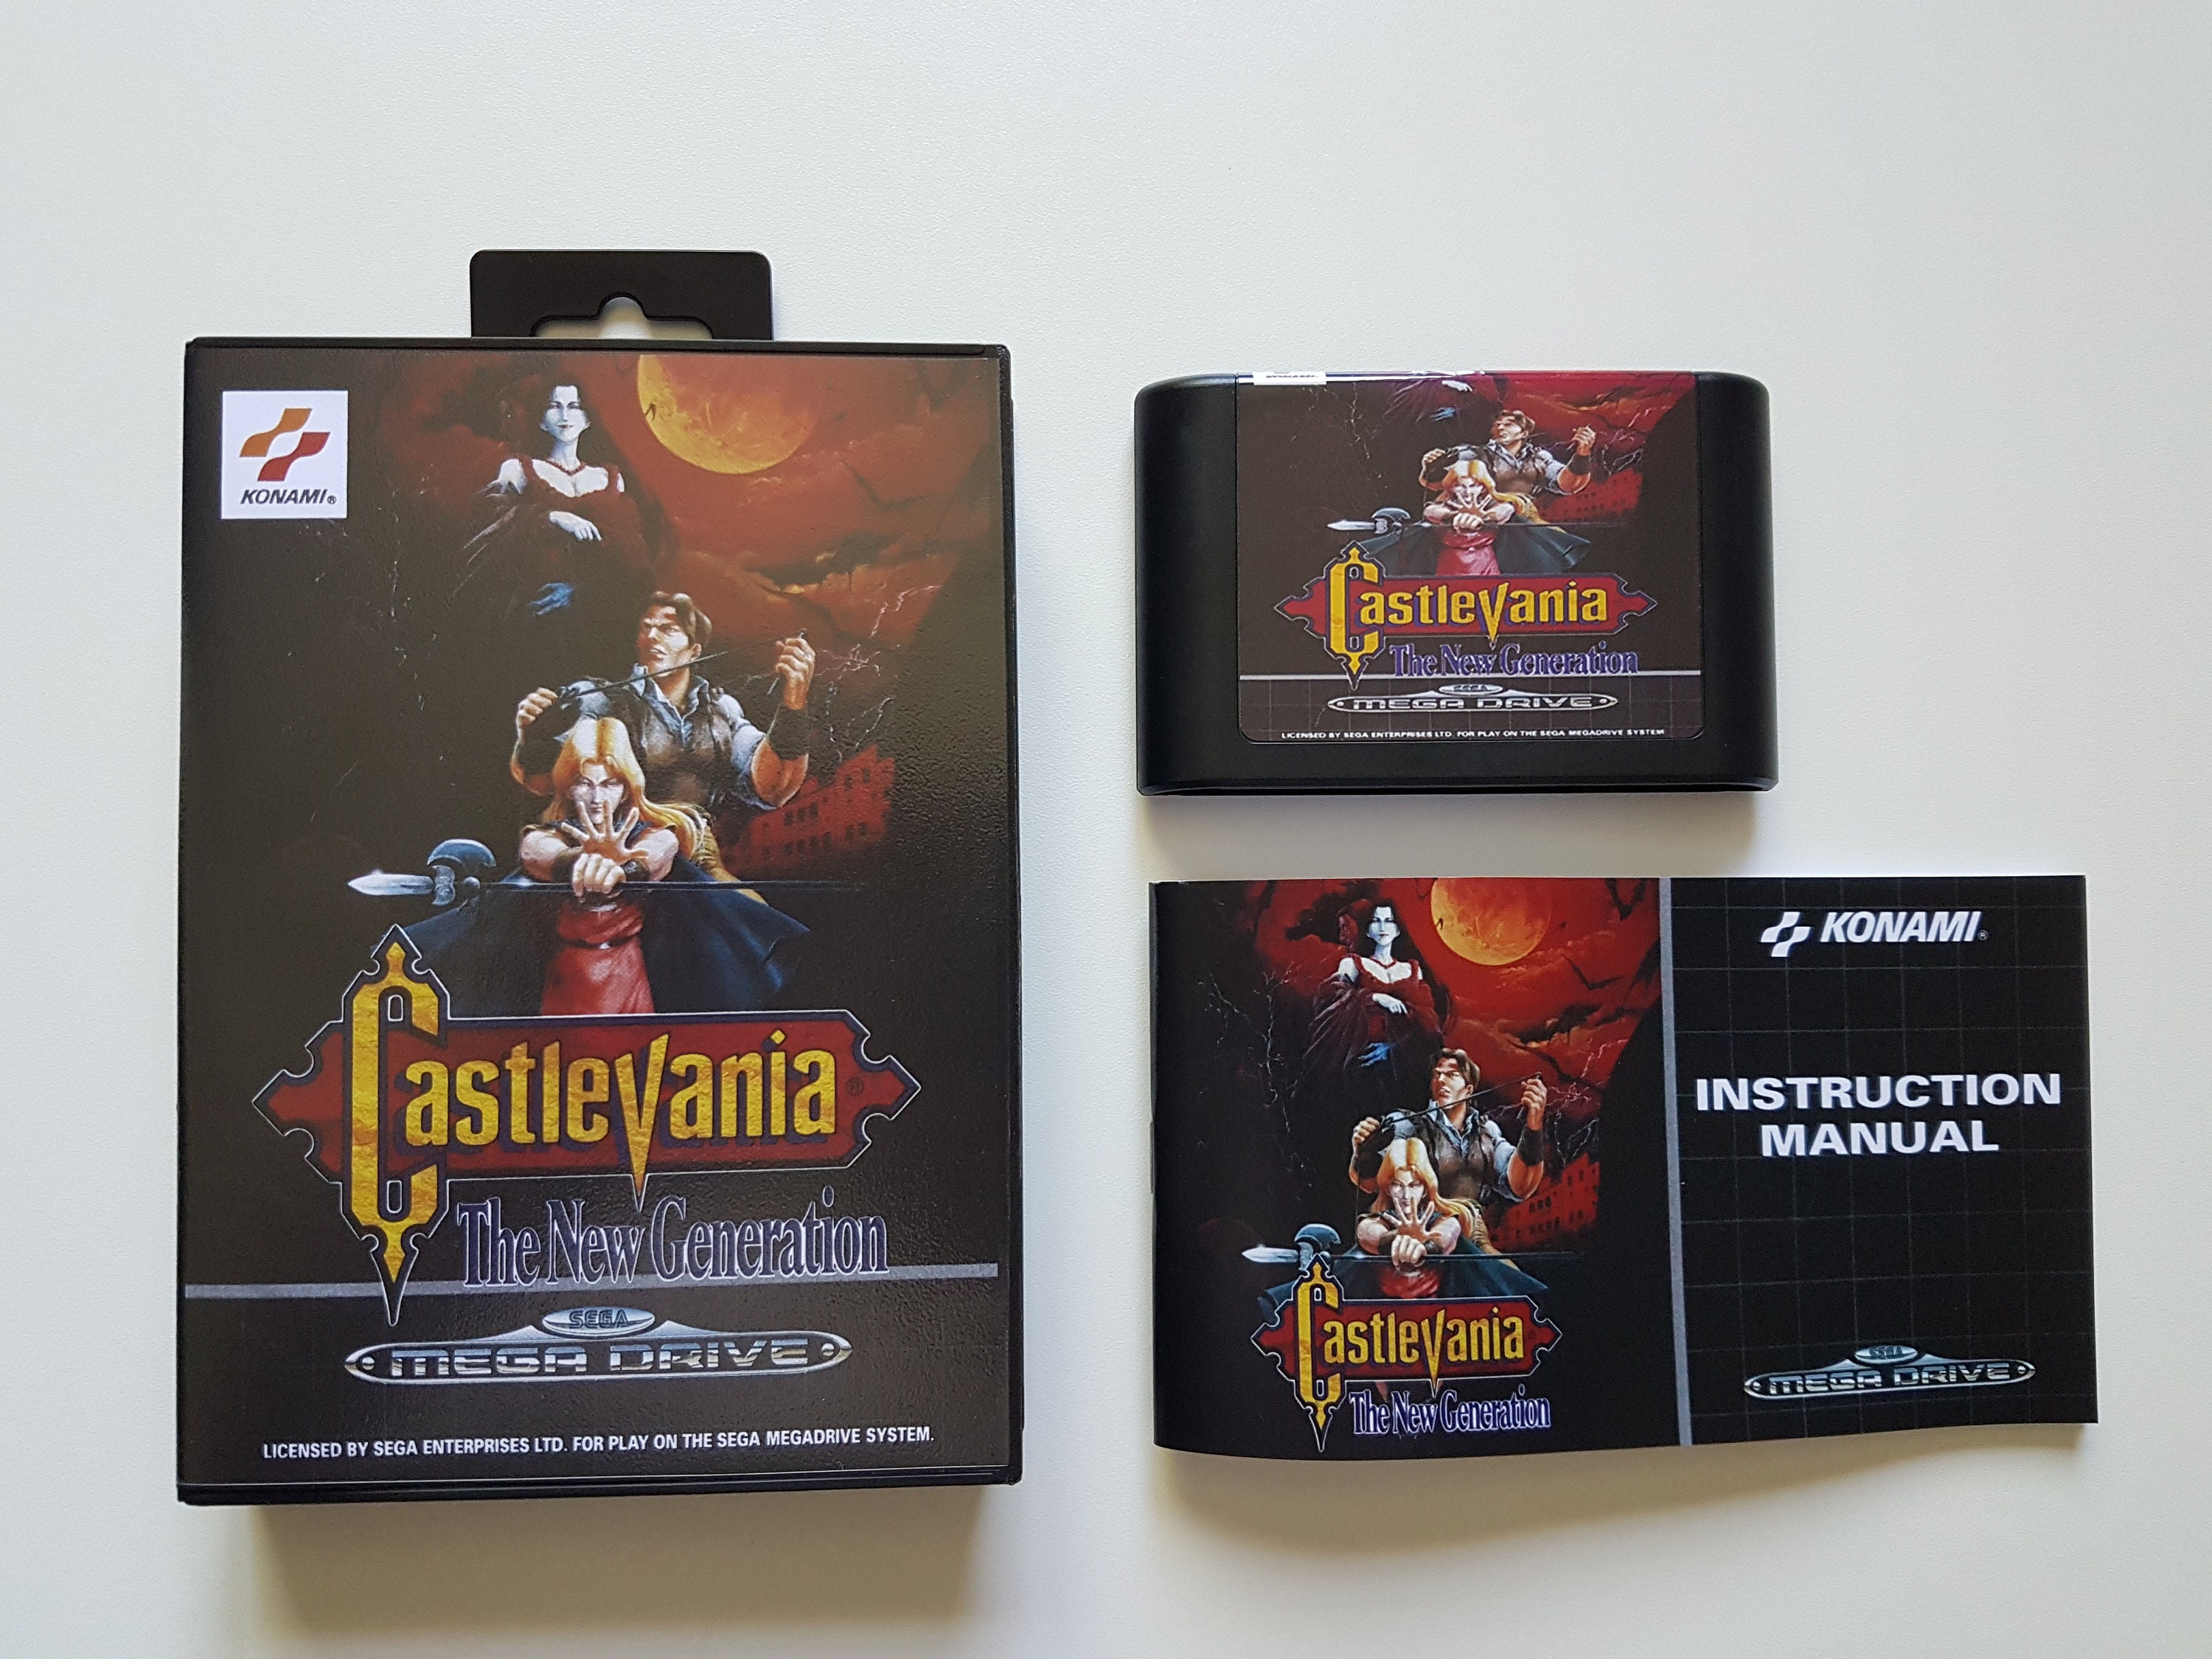 KONAMI®
Castlevania®
The New Generation
SEGA
MEGA DRIVE
LICENSED BY SEGA ENTERPRISES LTD. FOR PLAY ON THE SEGA MEGADRIVE SYSTEM.
Castlevania
The New Generation
SEGA
MEGA DRIVE
LICENSED BY SEGA ENTERPRISES LTD. FOR PLAY ON THE SEGA MEGADRIVE SYSTEM
Castlevania
The New Generation
KONAMI®
INSTRUCTION
MANUAL
SEGA
MEGA DRIVE